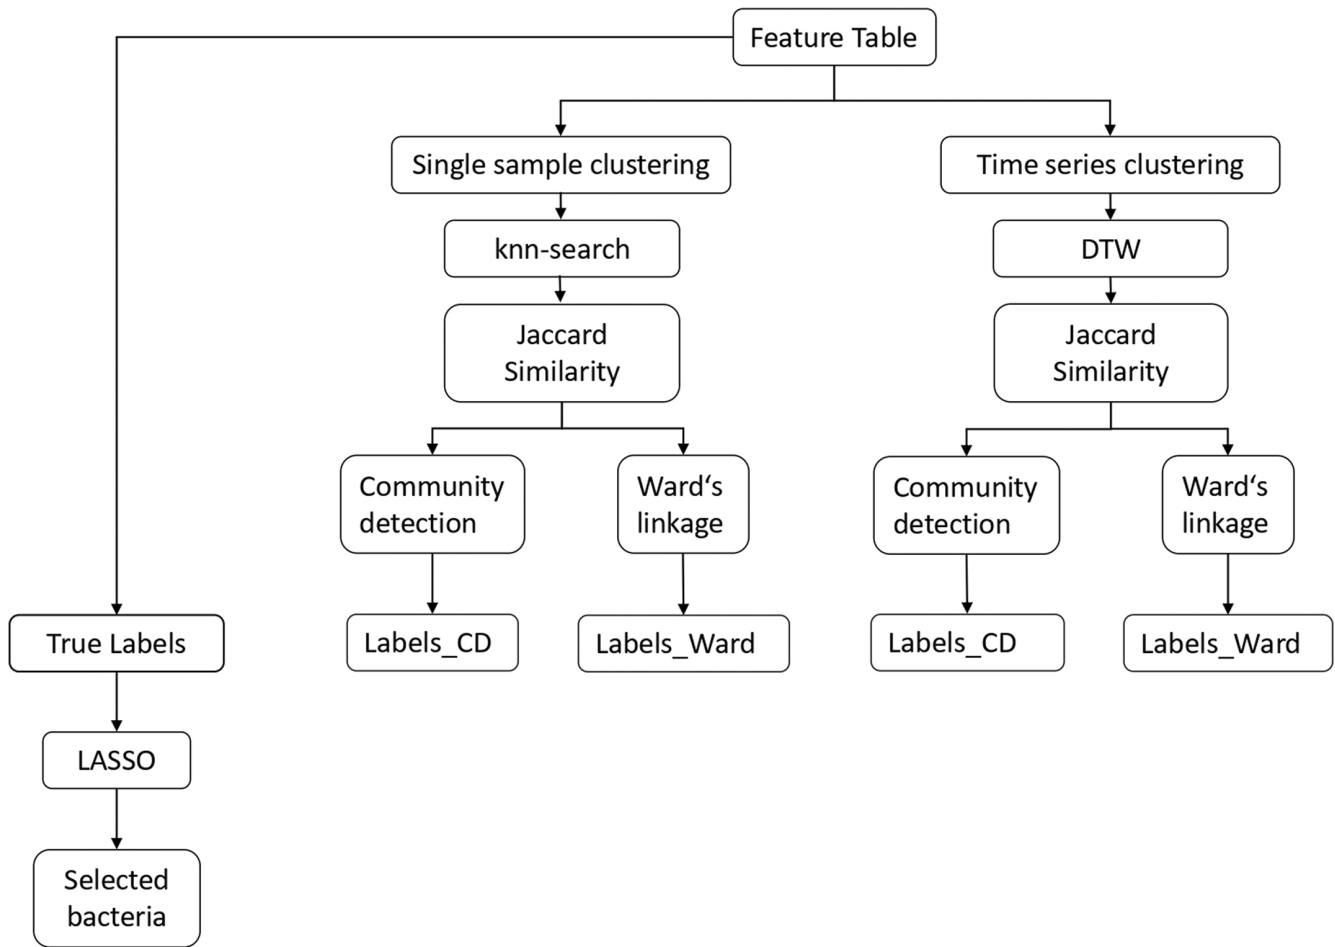 Feature Table
Single sample clustering
Time series clustering
knn-search
DTW
Jaccard
Similarity
Jaccard
Similarity
Community
detection
Ward‘s
linkage
Community
detection
Ward‘s
linkage
True Labels
Labels_CD
Labels_Ward
Labels_CD
Labels_Ward
LASSO
Selected
bacteria